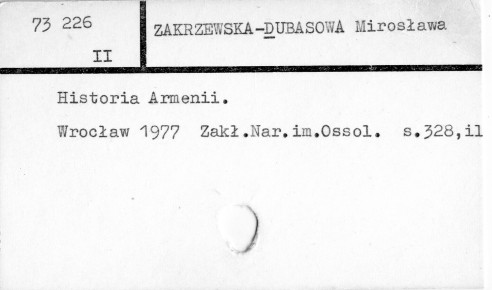 73 226
II
ZAKRZEWSKA-DUBASOWA Mirosława
Historia Armenii.
Wrocław 1977 Zakł.Nar.im.Ossol. s.328,il